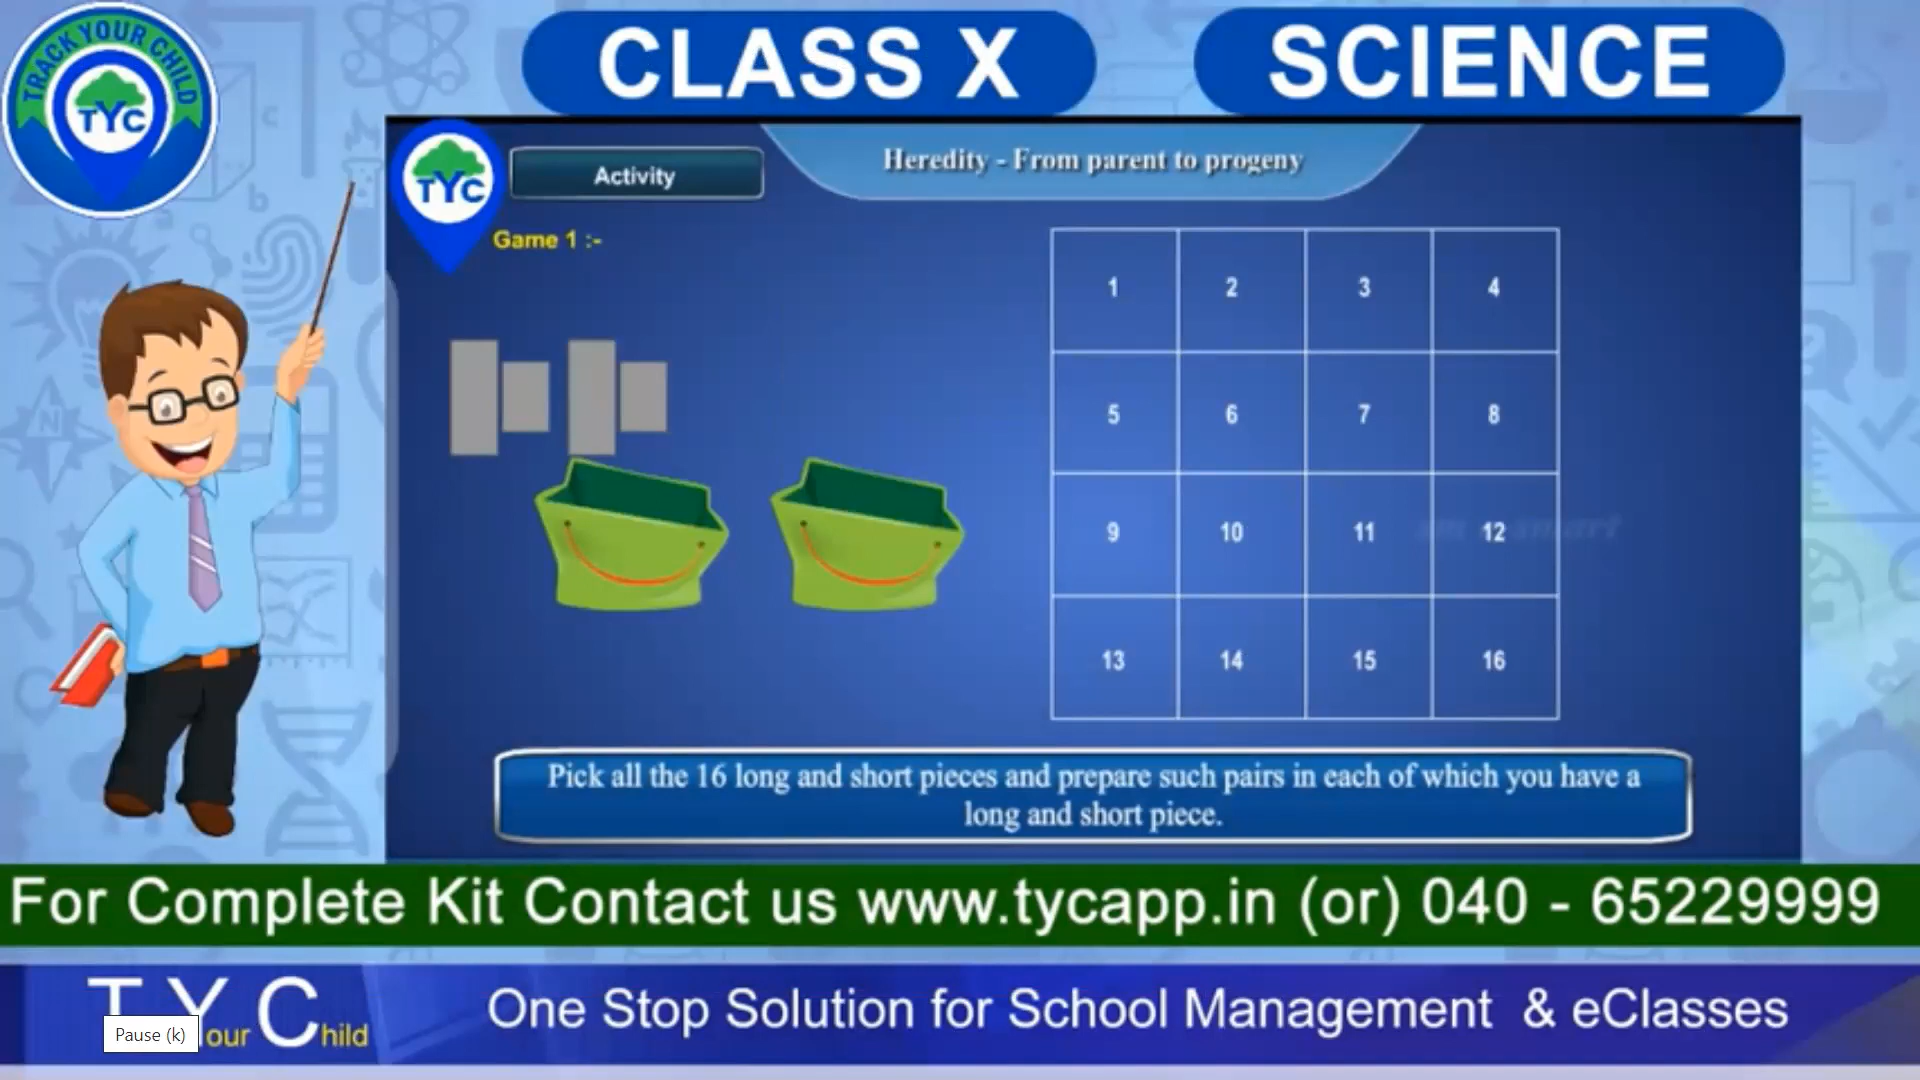 TRACK YOUR CHILD
TYC
CLASS X
SCIENCE
TYC
Activity
Heredity - From parent to progeny
Game 1 :-
1 2 3 4
5 6 7 8
9 10 11 12
13 14 15 16
Pick all the 16 long and short pieces and prepare such pairs in each of which you have a
long and short piece.
For Complete Kit Contact us www.tycapp.in (or) 040 - 65229999
T Y our C hild
One Stop Solution for School Management & eClasses
Pause (k)